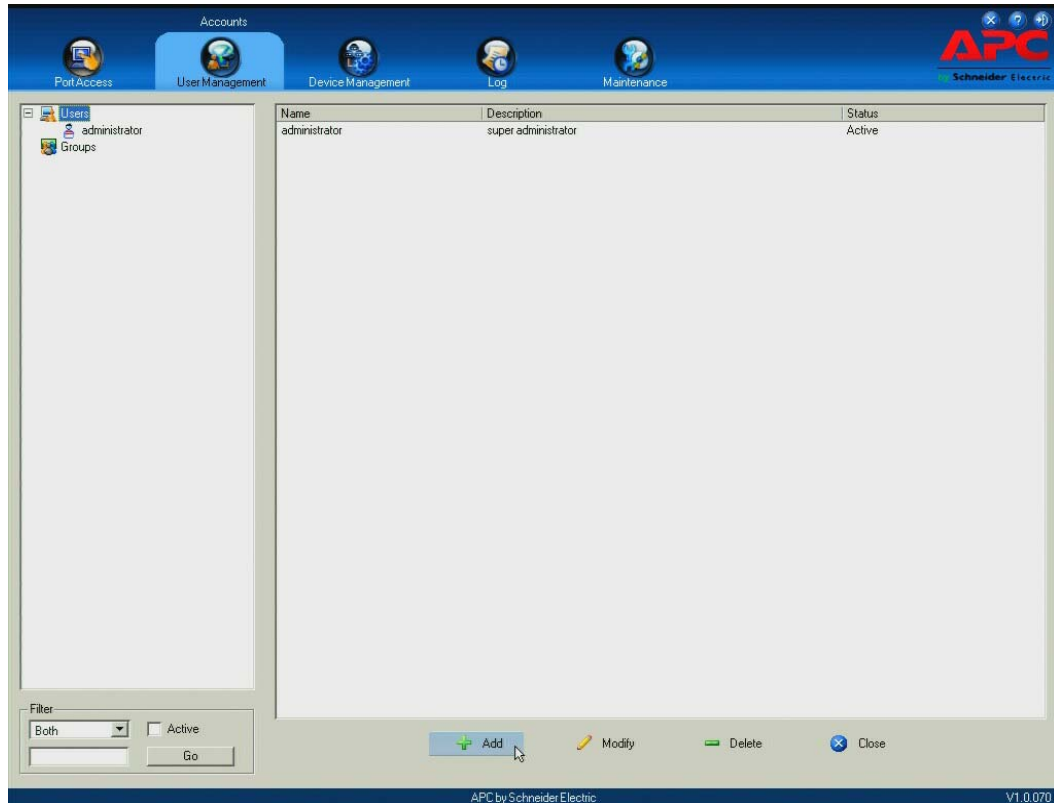 Accounts
Port Access
User Management
Device Management
Log
Maintenance
APC
by Schneider Electric
Users
administrator
Groups
Name Description Status
administrator super administrator Active
Filter
Both Active
Go
Add Modify Delete Close
APC by Schneider Electric V1.0.070